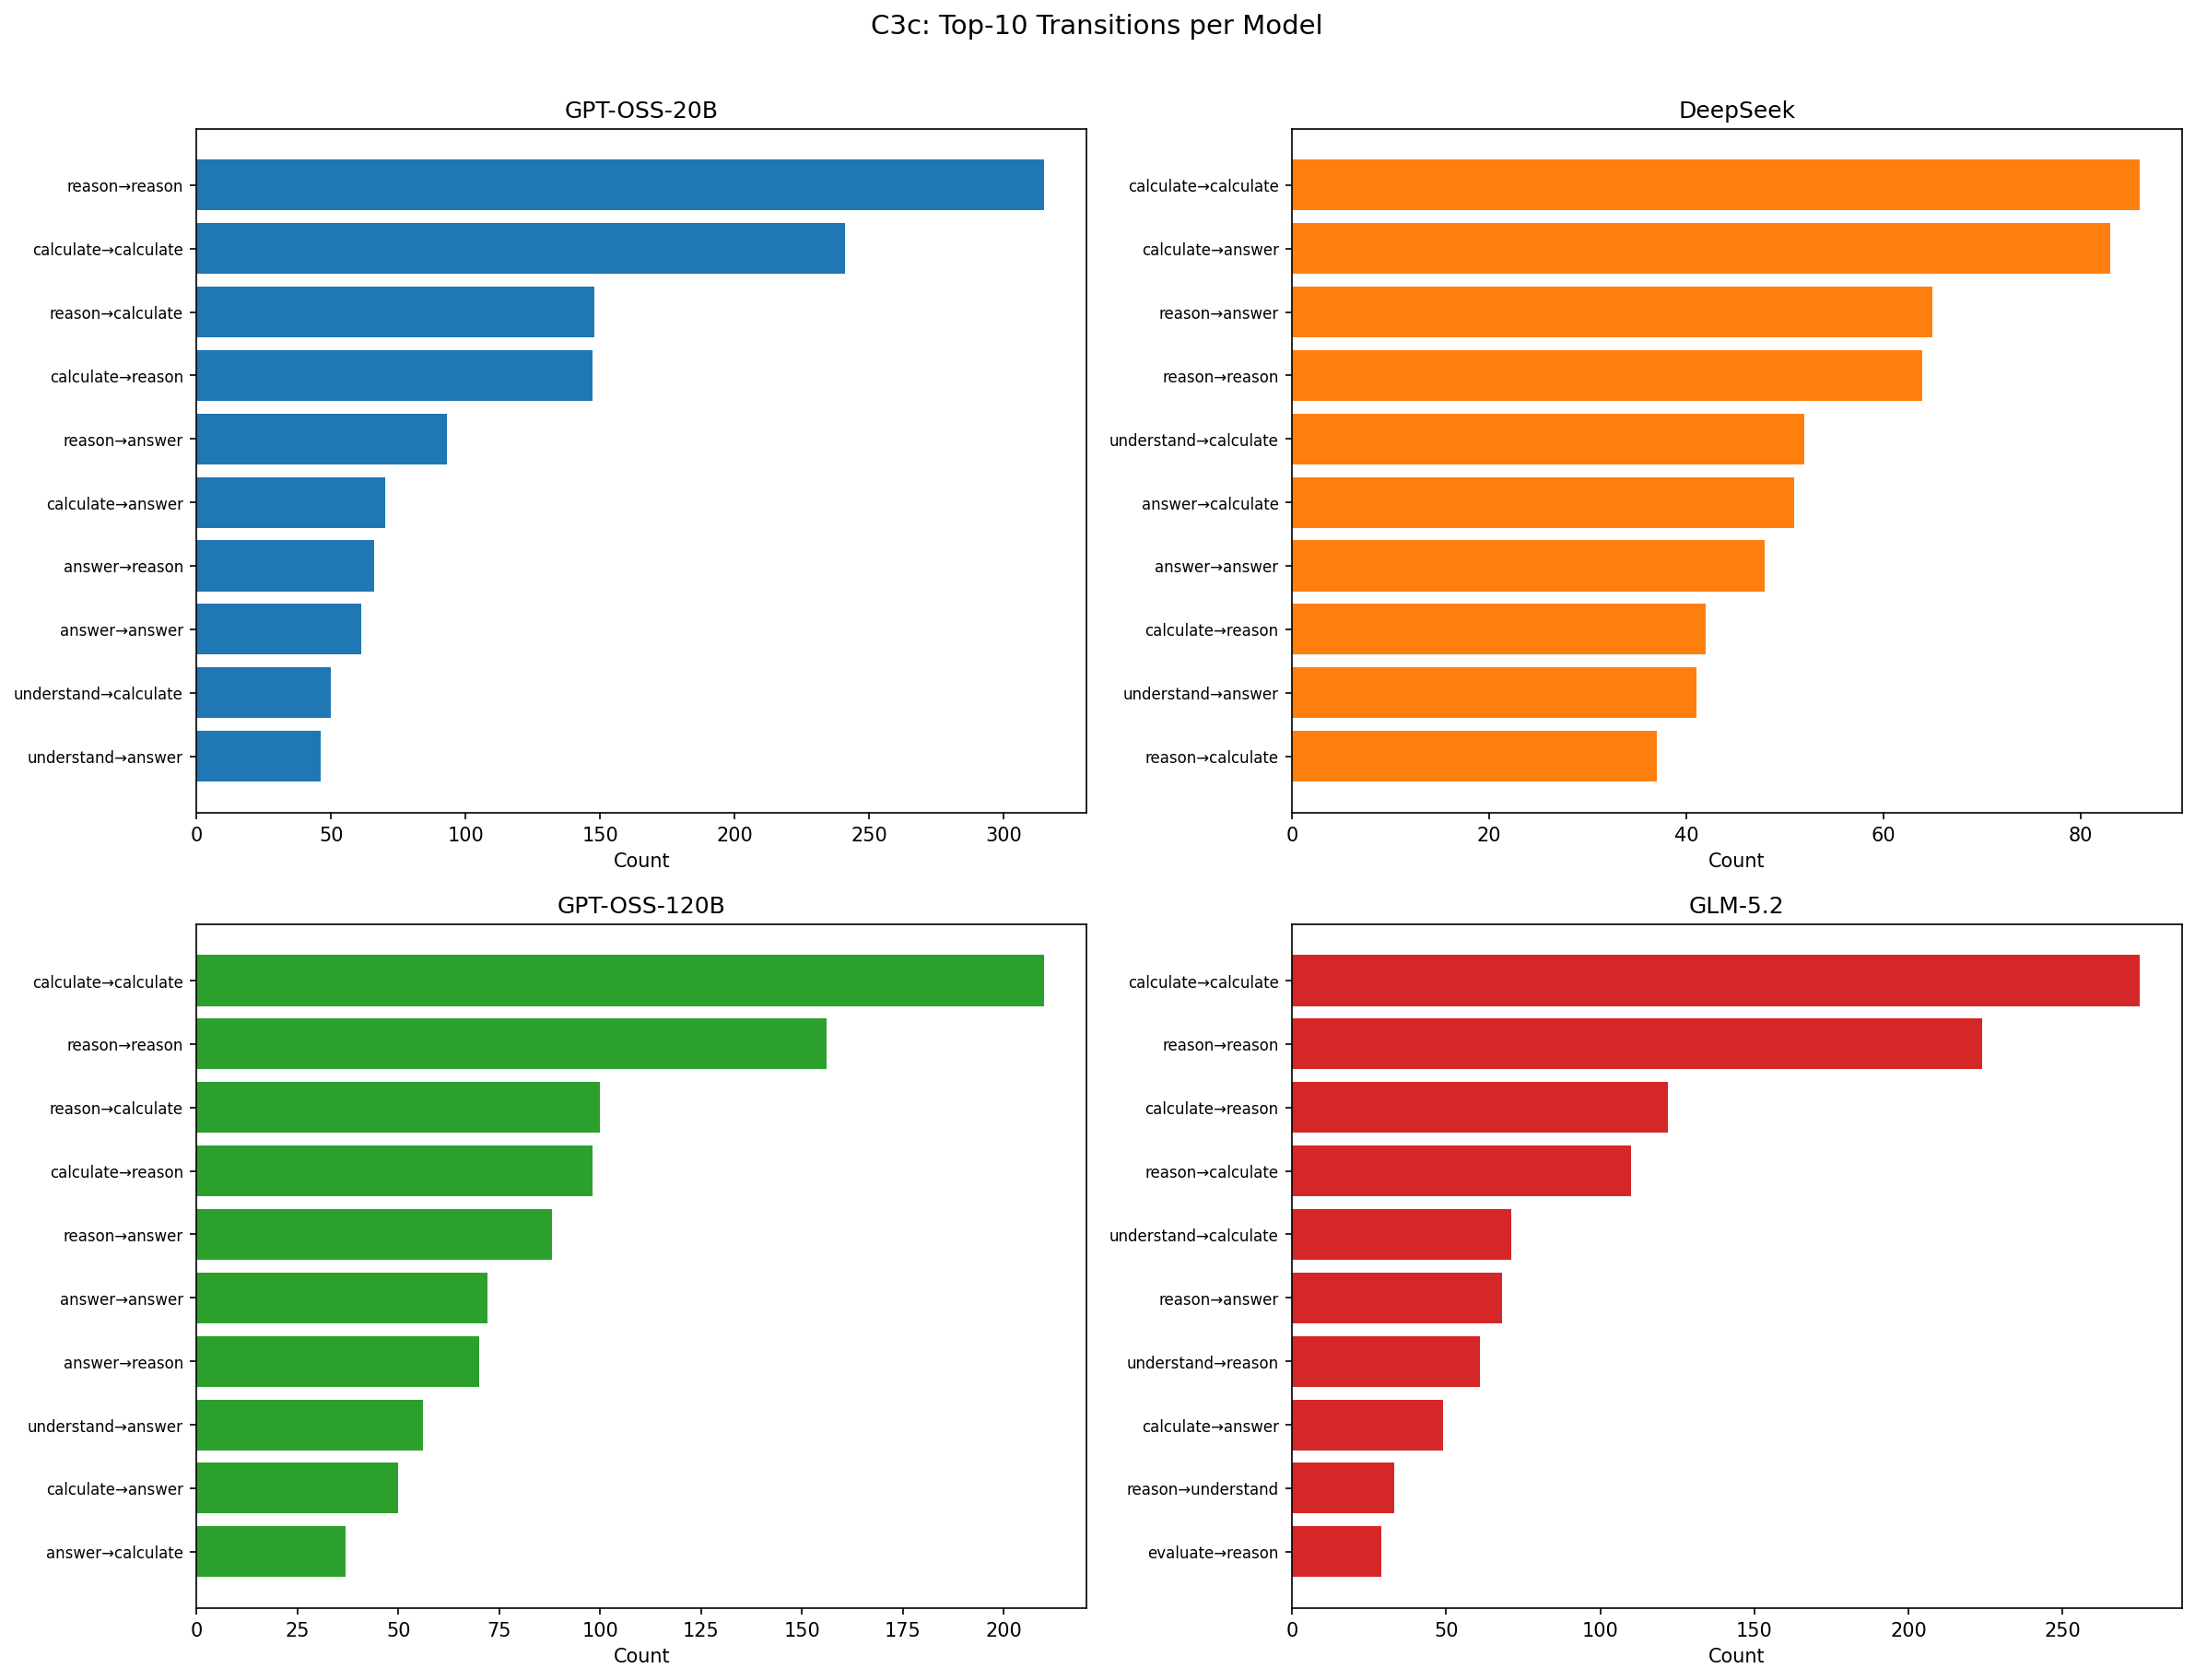 C3c: Top-10 Transitions per Model
GPT-OSS-20B
reason→reason
calculate→calculate
reason→calculate
calculate→reason
reason→answer
calculate→answer
answer→reason
answer→answer
understand→calculate
understand→answer
0 50 100 150 200 250 300
Count
DeepSeek
calculate→calculate
calculate→answer
reason→answer
reason→reason
understand→calculate
answer→calculate
answer→answer
calculate→reason
understand→answer
reason→calculate
0 20 40 60 80
Count
GPT-OSS-120B
calculate→calculate
reason→reason
reason→calculate
calculate→reason
reason→answer
answer→answer
answer→reason
understand→answer
calculate→answer
answer→calculate
0 25 50 75 100 125 150 175 200
Count
GLM-5.2
calculate→calculate
reason→reason
calculate→reason
reason→calculate
understand→calculate
reason→answer
understand→reason
calculate→answer
reason→understand
evaluate→reason
0 50 100 150 200 250
Count